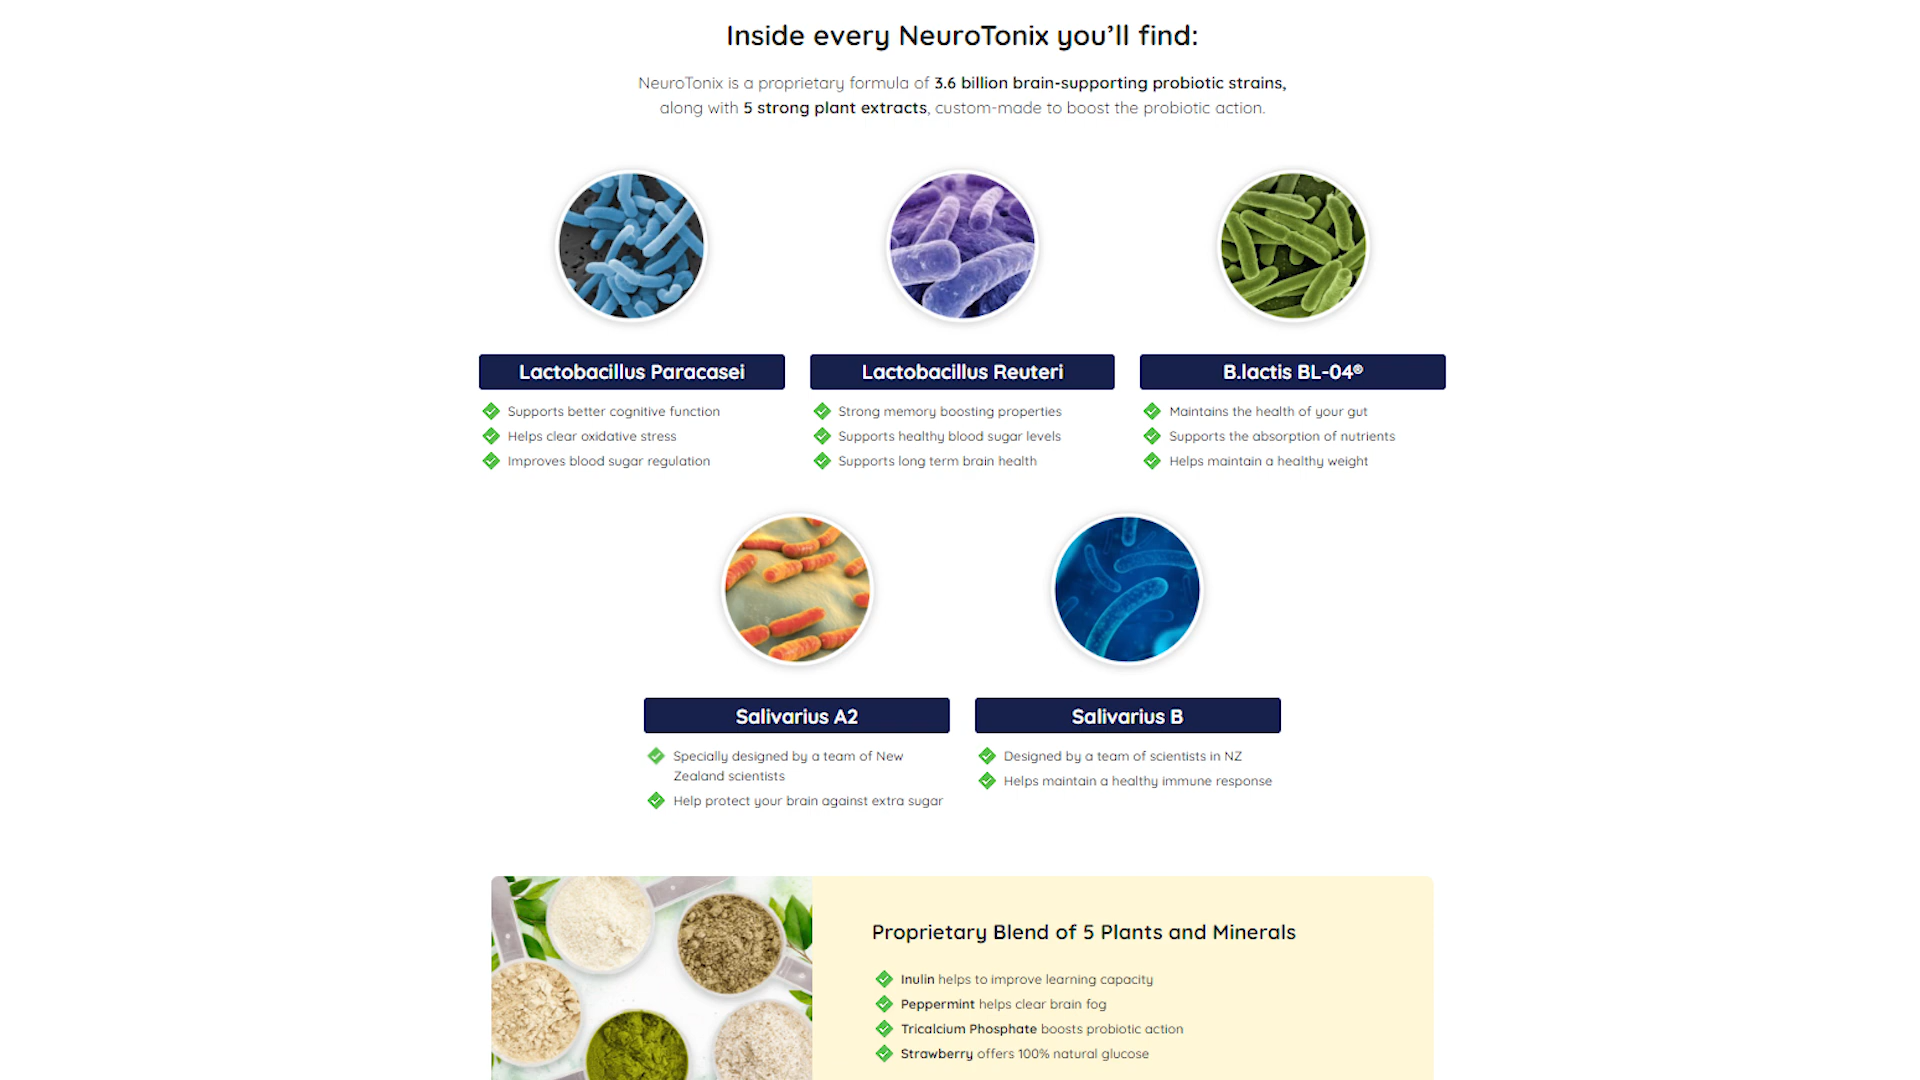 Inside every NeuroTonix you’ll find:
NeuroTonix is a proprietary formula of 3.6 billion brain-supporting probiotic strains,
along with 5 strong plant extracts, custom-made to boost the probiotic action.
Lactobacillus Paracasei
Supports better cognitive function
Helps clear oxidative stress
Improves blood sugar regulation
Lactobacillus Reuteri
Strong memory boosting properties
Supports healthy blood sugar levels
Supports long term brain health
B.lactis BL-04®
Maintains the health of your gut
Supports the absorption of nutrients
Helps maintain a healthy weight
Salivarius A2
Specially designed by a team of New
Zealand scientists
Help protect your brain against extra sugar
Salivarius B
Designed by a team of scientists in NZ
Helps maintain a healthy immune response
Proprietary Blend of 5 Plants and Minerals
Inulin helps to improve learning capacity
Peppermint helps clear brain fog
Tricalcium Phosphate boosts probiotic action
Strawberry offers 100% natural glucose